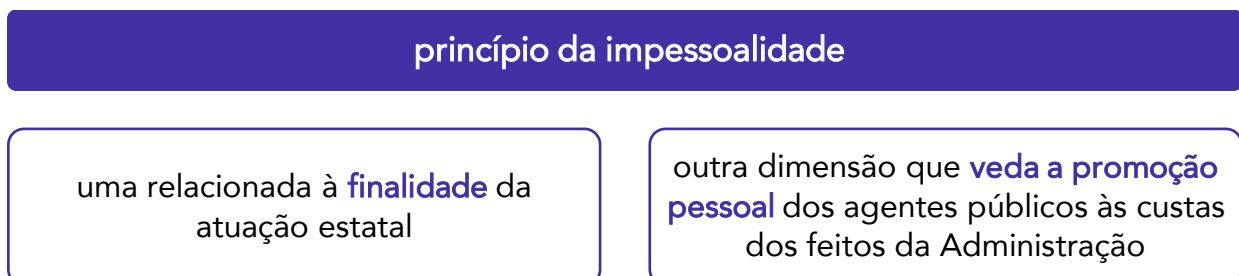 princípio da impessoalidade
uma relacionada à finalidade da
atuação estatal
outra dimensão que veda a promoção
pessoal dos agentes públicos às custas
dos feitos da Administração